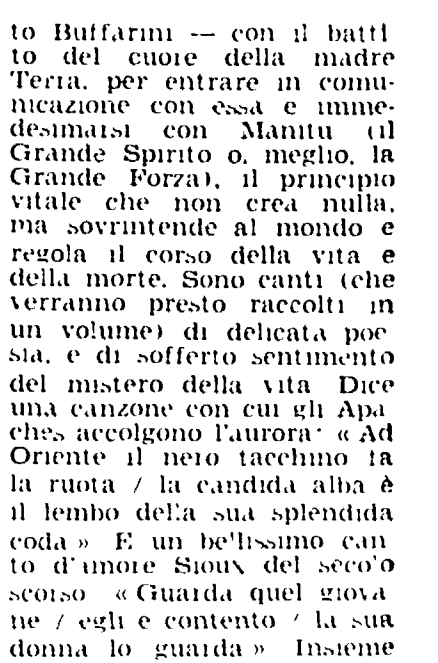 to Buffarini — con il batti
to del cuore della madre
Terra, per entrare in comu-
nicazione con essa e imme-
desimarsi con Manitu (il
Grande Spirito o, meglio, la
Grande Forza), il principio
vitale che non crea nulla,
ma sovrintende al mondo e
regola il corso della vita e
della morte. Sono canti (che
verranno presto raccolti in
un volume) di delicata poe
sia, e di sofferto sentimento
del mistero della vita Dice
una canzone con cui gli Apa
ches accolgono l'aurora: « Ad
Oriente il nero tacchino fa
la ruota / la candida alba è
il lembo della sua splendida
coda » E un bellissimo can
to d'amore Sioux del secolo
scorso « Guarda quel giova
ne / egli e contento / la sua
donna lo guarda » Insieme